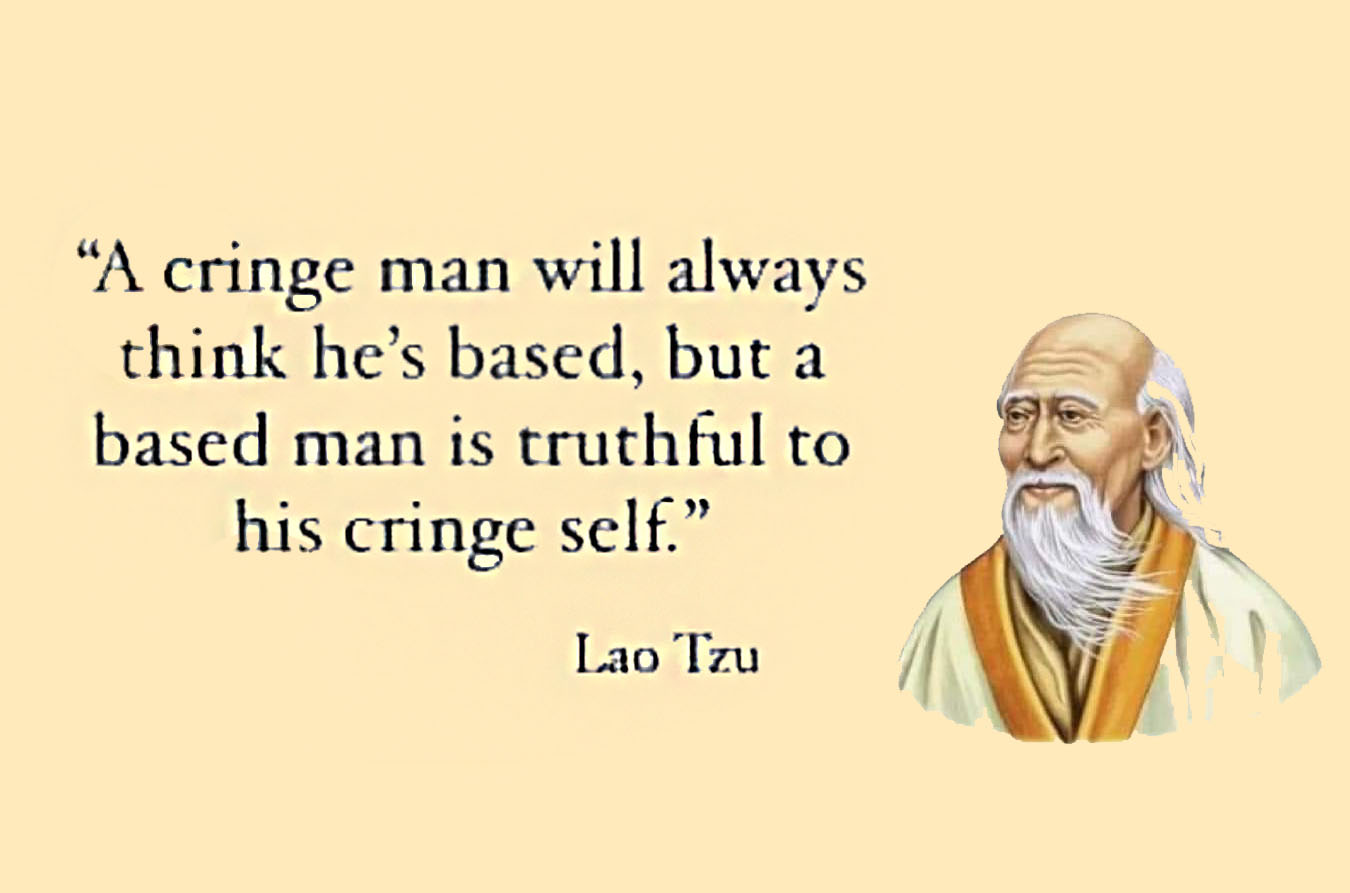 “A cringe man will always
think he’s based, but a
based man is truthful to
his cringe self.”
Lao Tzu